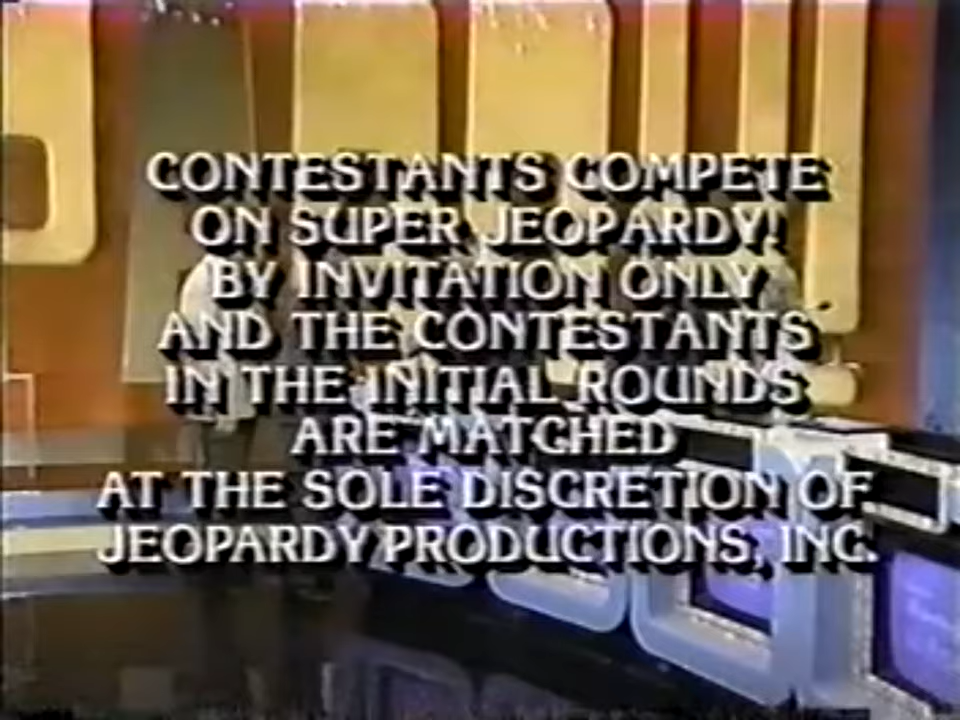 CONTESTANTS COMPETE
ON SUPER JEOPARDY!
BY INVITATION ONLY
AND THE CONTESTANTS
IN THE INITIAL ROUNDS
ARE MATCHED
AT THE SOLE DISCRETION OF
JEOPARDY PRODUCTIONS, INC.